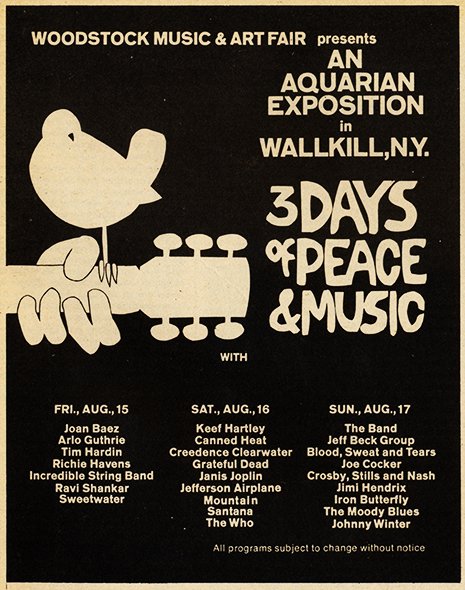 WOODSTOCK MUSIC & ART FAIR presents
AN
AQUARIAN
EXPOSITION
in
WALLKILL, N.Y.
3 DAYS
of PEACE
& MUSIC
WITH
FRI., AUG., 15
Joan Baez
Arlo Guthrie
Tim Hardin
Richie Havens
Incredible String Band
Ravi Shankar
Sweetwater
SAT., AUG., 16
Keef Hartley
Canned Heat
Creedence Clearwater
Grateful Dead
Janis Joplin
Jefferson Airplane
Mountain
Santana
The Who
SUN., AUG., 17
The Band
Jeff Beck Group
Blood, Sweat and Tears
Joe Cocker
Crosby, Stills and Nash
Jimi Hendrix
Iron Butterfly
The Moody Blues
Johnny Winter
All programs subject to change without notice